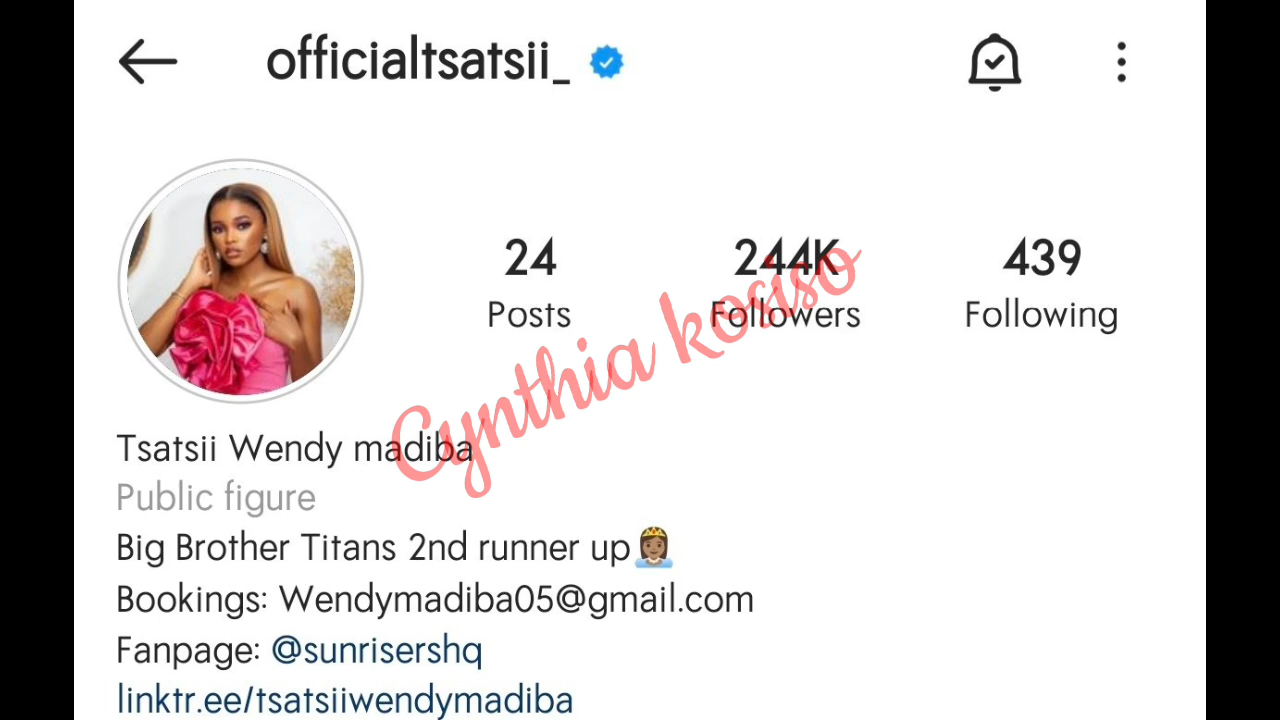 officialtsatsii_
24 244K 439
Posts Followers Following
Cynthia kosiso
Tsatsii Wendy madiba
Public figure
Big Brother Titans 2nd runner up👸🏽
Bookings: Wendymadiba05@gmail.com
Fanpage: @sunrisershq
linktr.ee/tsatsiiwendymadiba